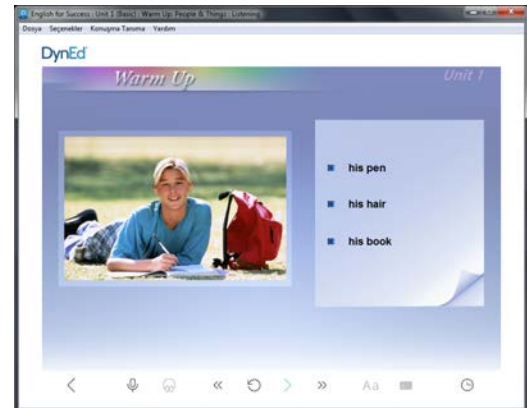 English for Success : Unit 1 (Basic) : Warm Up: People & Things : Listening
Dosya Seçenekler Konuşma Tanıma Yardım
DynEd
Warm Up
Unit 1
his pen
his hair
his book
Aa